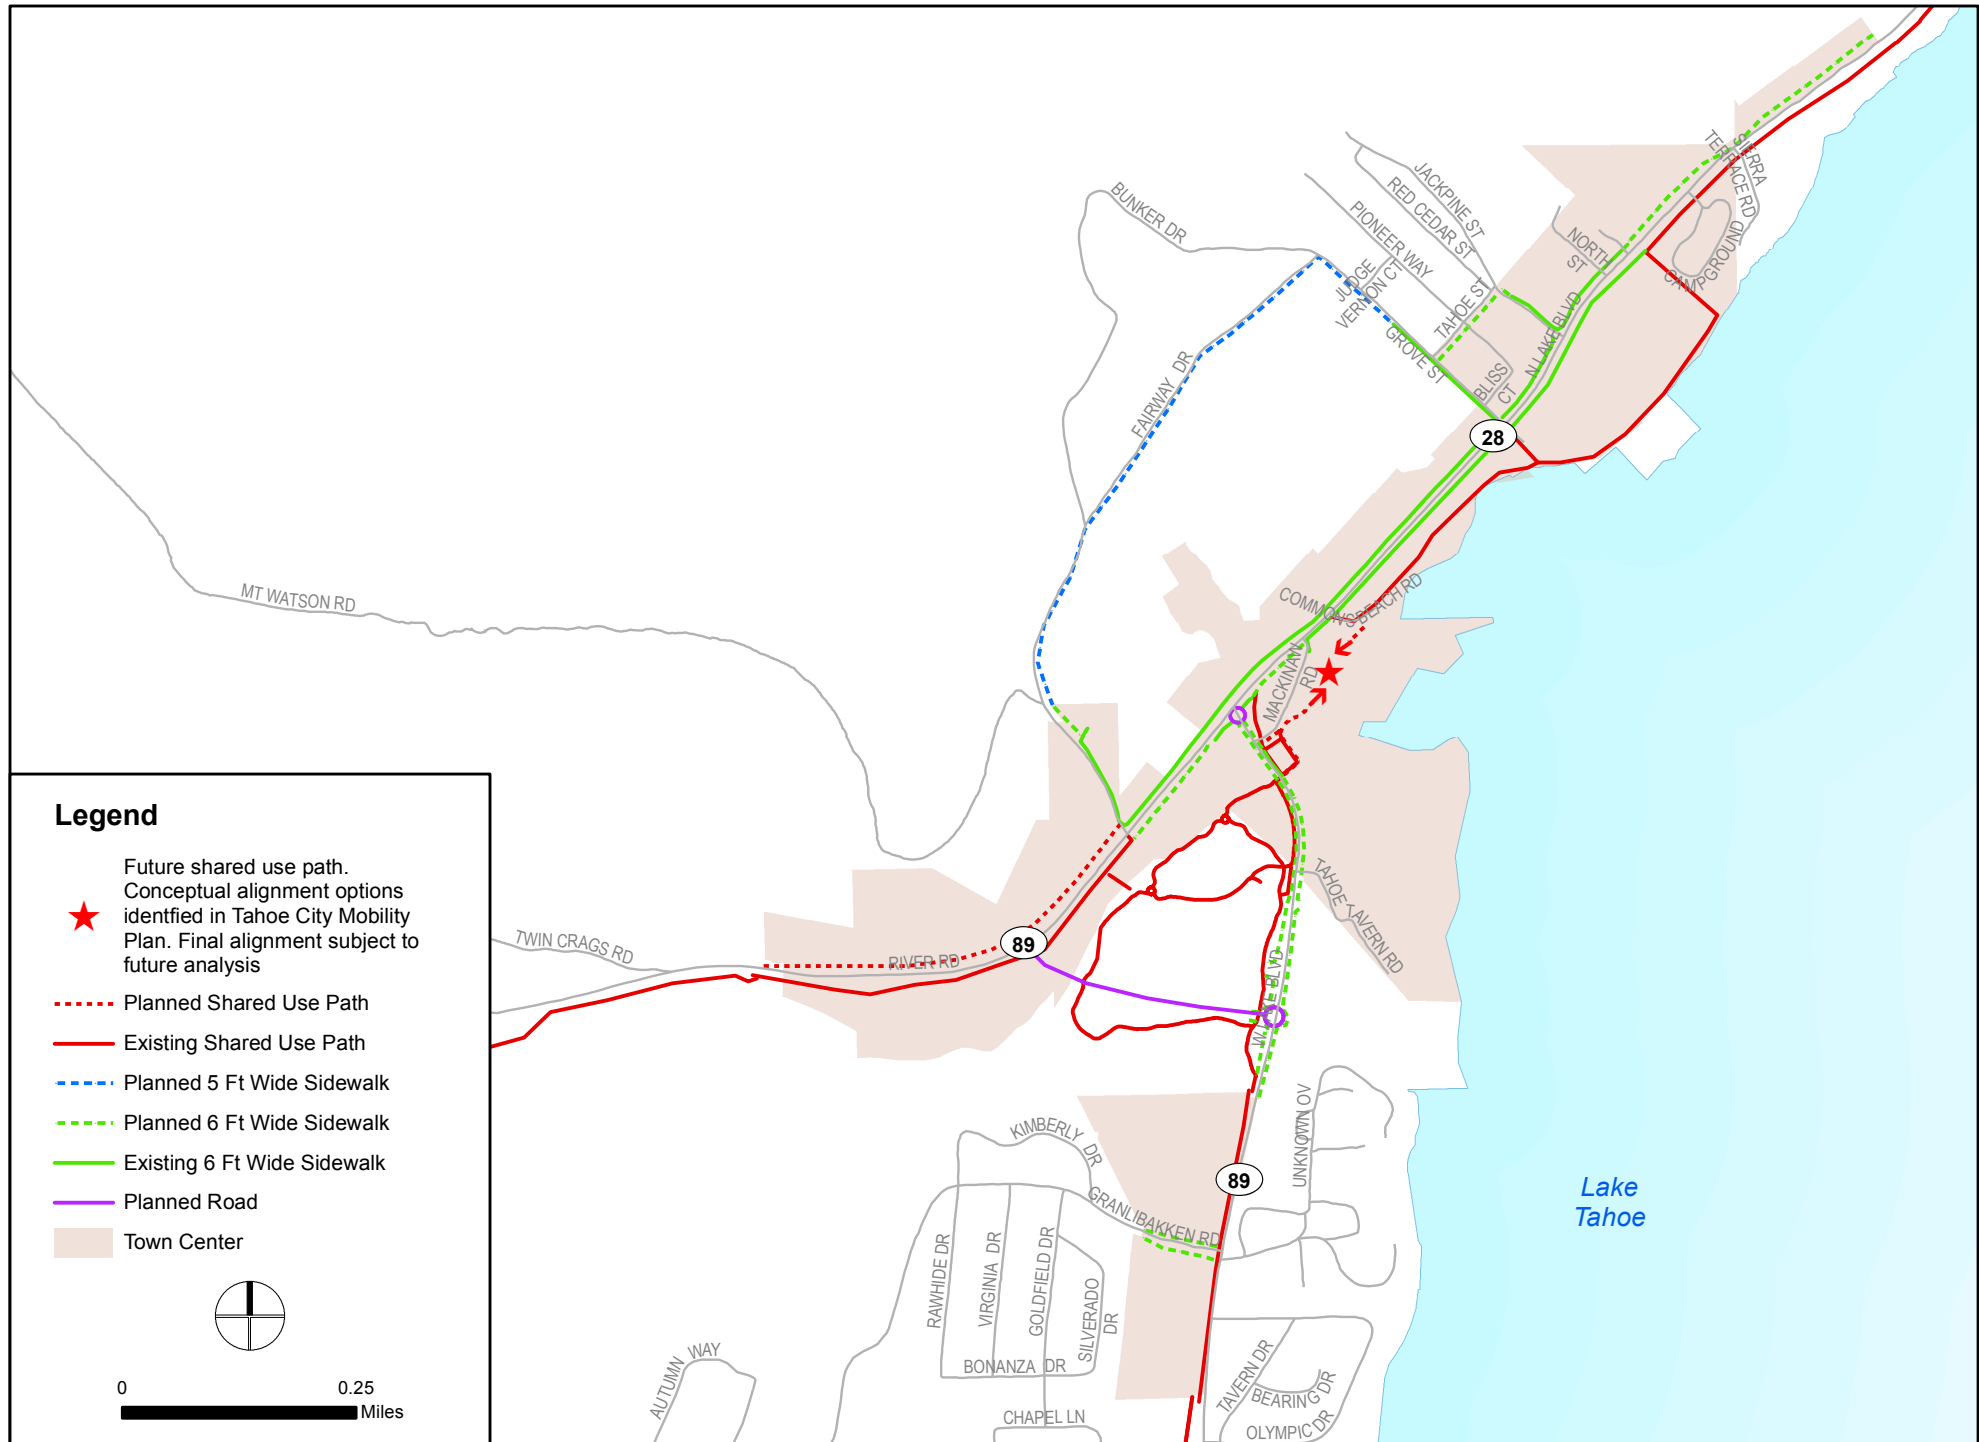 SIERRA
TERRACE RD
JACKPINE ST
RED CEDAR ST
PIONEER WAY
BUNKER DR
NORTH
ST
CAMPGROUND
JUDGE
VERNON CT
TAHOE ST
N LAKE BLVD
GROVE ST
BLISS
CT
FAIRWAY DR
28
MT WATSON RD
COMMONS BEACH RD
MACKINAW
RD
TAHOE TAVERN RD
TWIN CRAGS RD
RIVER RD
89
W LAKE BLVD
UNKNOWN OV
KIMBERLY DR
89
GRANLIBAKKEN RD
Lake
Tahoe
RAWHIDE DR
VIRGINIA DR
GOLDFIELD DR
SILVERADO
DR
BONANZA DR
AUTUMN WAY
CHAPEL LN
TAVERN DR
BEARING DR
OLYMPIC DR
Legend
Future shared use path.
Conceptual alignment options
identfied in Tahoe City Mobility
Plan. Final alignment subject to
future analysis
Planned Shared Use Path
Existing Shared Use Path
Planned 5 Ft Wide Sidewalk
Planned 6 Ft Wide Sidewalk
Existing 6 Ft Wide Sidewalk
Planned Road
Town Center
0 0.25
Miles